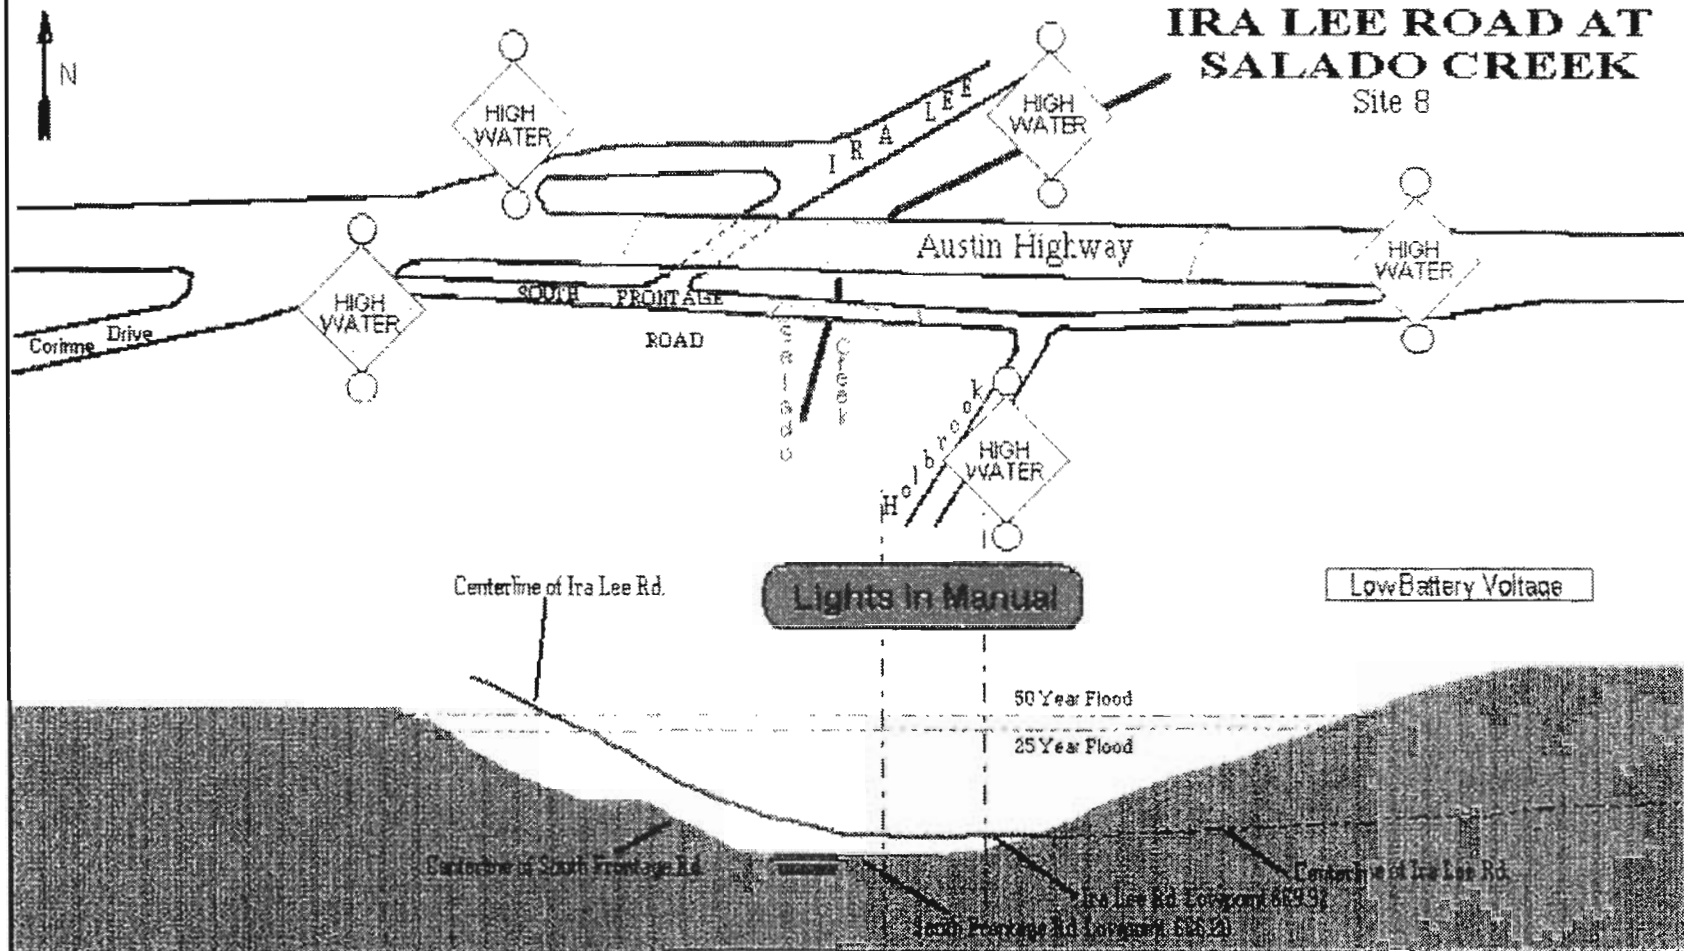 IRA LEE ROAD AT
SALADO CREEK
Site 8
N
HIGH
WATER
HIGH
WATER
IRA LEE
Austin Highway
HIGH
WATER
HIGH
WATER
SOUTH FRONTAGE
ROAD
Corinne Drive
Salado
Creek
Holbrook
HIGH
WATER
Centerline of Ira Lee Rd.
Lights In Manual
Low Battery Voltage
50 Year Flood
25 Year Flood
Centerline of South Frontage Rd.
Centerline of Ira Lee Rd.
Ira Lee Rd Lowpoint
South Frontage Rd Lowpoint